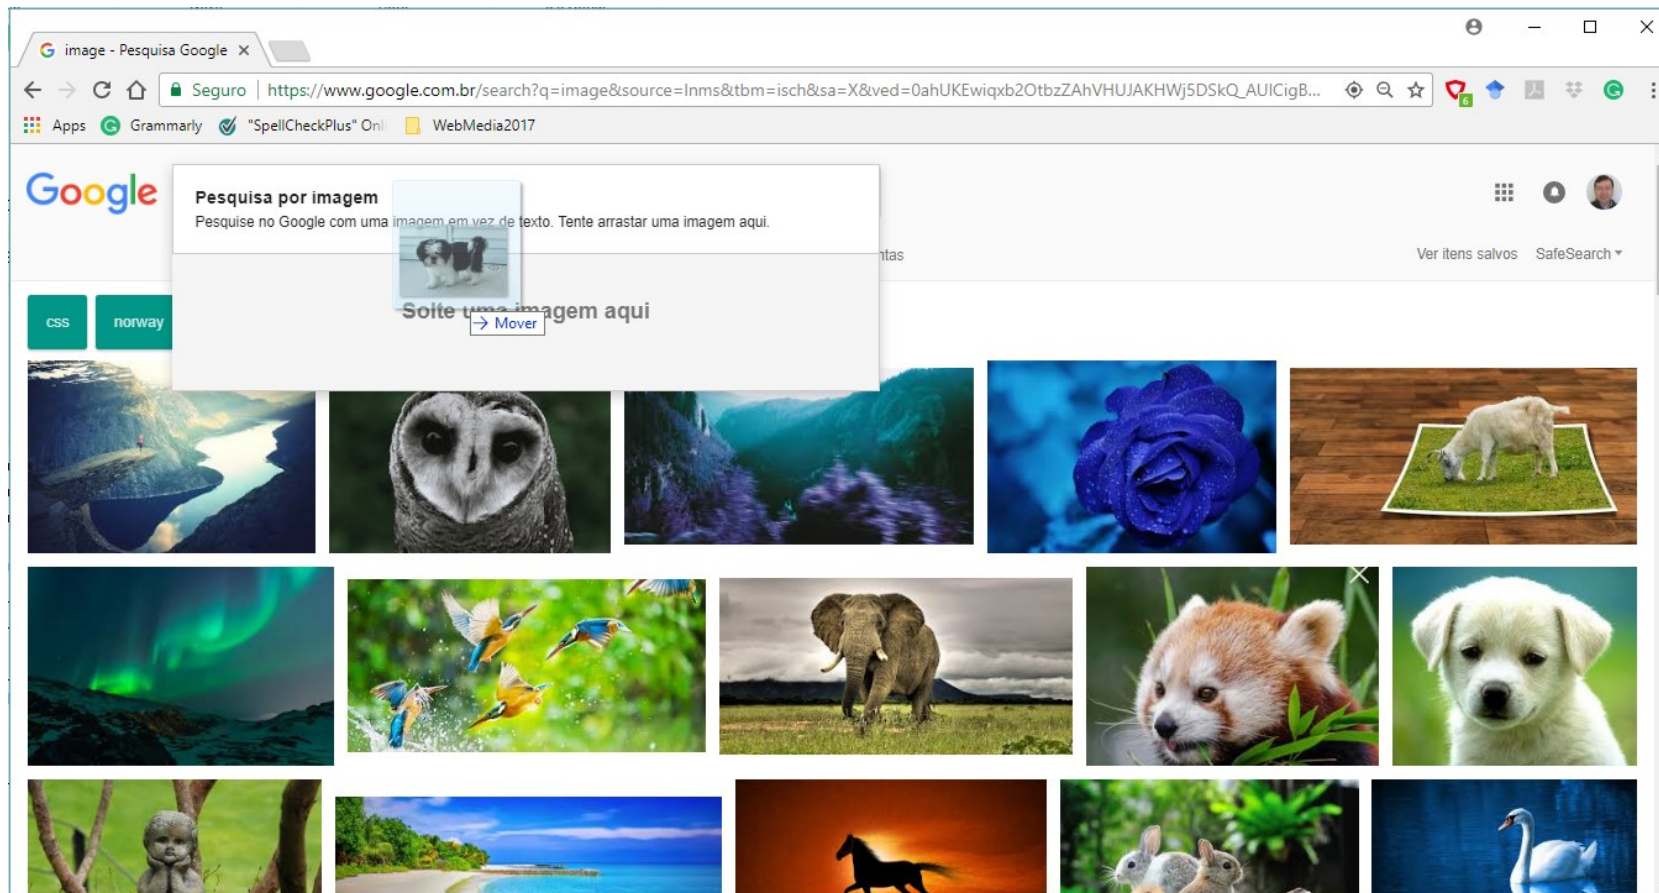 image - Pesquisa Google
Seguro
https://www.google.com.br/search?q=image&source=lnms&tbm=isch&sa=X&ved=0ahUKEwiqxb2OtbzZAhVHUJAKHWj5DSkQ_AUICigB...
6
Apps
Grammarly
"SpellCheckPlus" Onli
WebMedia2017
Google
Pesquisa por imagem
Pesquise no Google com uma imagem em vez de texto. Tente arrastar uma imagem aqui.
ntas
Ver itens salvos
SafeSearch
Solte uma imagem aqui
Mover
css
norway